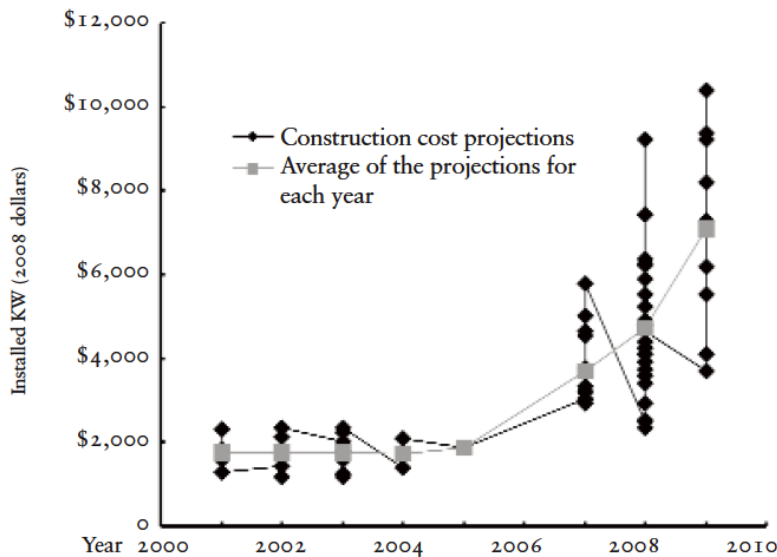 $12,000
$10,000
$8,000
$6,000
$4,000
$2,000
0
Installed KW (2008 dollars)
Construction cost projections
Average of the projections for
each year
Year 2000 2002 2004 2006 2008 2010